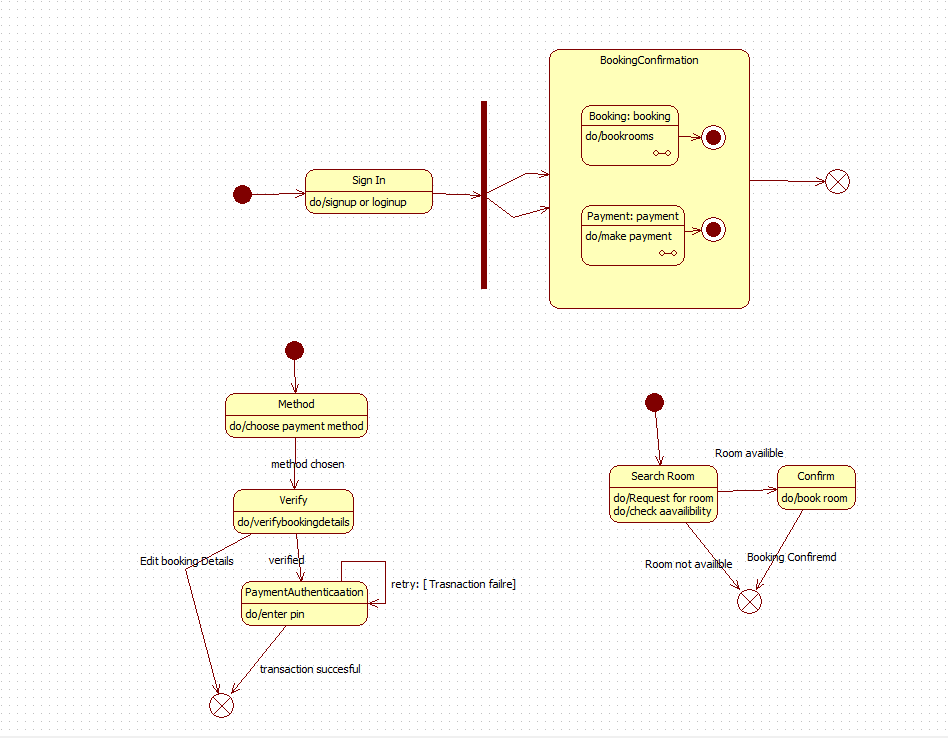 BookingConfirmation
Booking: booking
do/bookrooms
Sign In
do/signup or loginup
Payment: payment
do/make payment
Method
do/choose payment method
method chosen
Verify
do/verifybookingdetails
Edit booking Details
verified
PaymentAuthenticaation
do/enter pin
retry: [ Trasnaction failre]
transaction succesful
Room availible
Search Room
do/Request for room
do/check aavailibility
Confirm
do/book room
Room not availible
Booking Confiremd